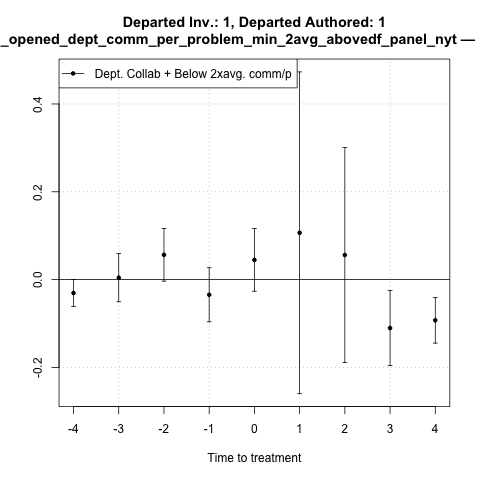 Departed Inv.: 1, Departed Authored: 1
_opened_dept_comm_per_problem_min_2avg_abovedf_panel_nyt —
Dept. Collab + Below 2xavg. comm/p
0.4
0.2
0.0
-0.2
-4 -3 -2 -1 0 1 2 3 4
Time to treatment